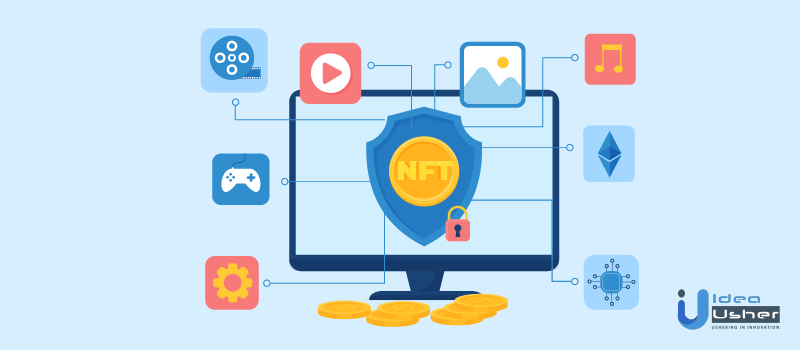 NFT
Idea
Usher
USHERING IN INNOVATION